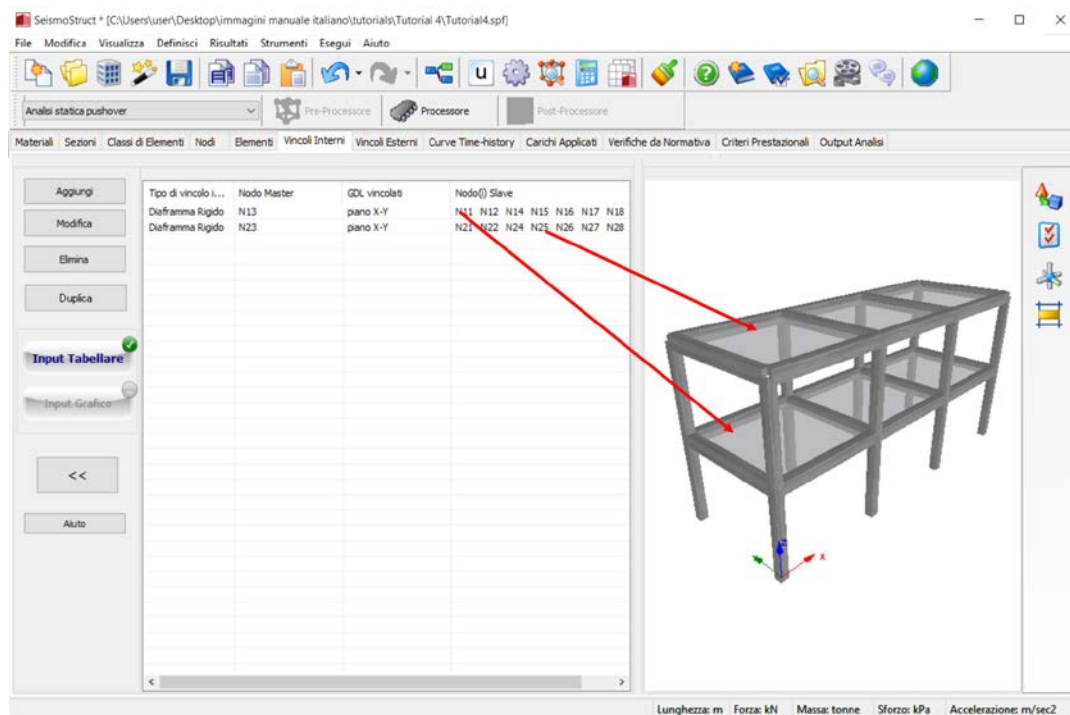 SeismoStruct * [C:\Users\user\Desktop\immagini manuale italiano\tutorials\Tutorial 4\Tutorial4.spf]
File Modifica Visualizza Definisci Risultati Strumenti Esegui Aiuto
u
Analisi statica pushover Pre-Processore Processore Post-Processore
Materiali Sezioni Classi di Elementi Nodi Elementi Vincoli Interni Vincoli Esterni Curve Time-history Carichi Applicati Verifiche da Normativa Criteri Prestazionali Output Analisi
Aggiungi
Modifica
Elimina
Duplica
Input Tabellare
Input Grafico
<<
Aiuto
Tipo di vincolo i... Nodo Master GDL vincolati Nodo(i) Slave
Diaframma Rigido N13 piano X-Y N11 N12 N14 N15 N16 N17 N18
Diaframma Rigido N23 piano X-Y N21 N22 N24 N25 N26 N27 N28
z
x
Lunghezza: m Forza: kN Massa: tonne Sforzo: kPa Accelerazione: m/sec2